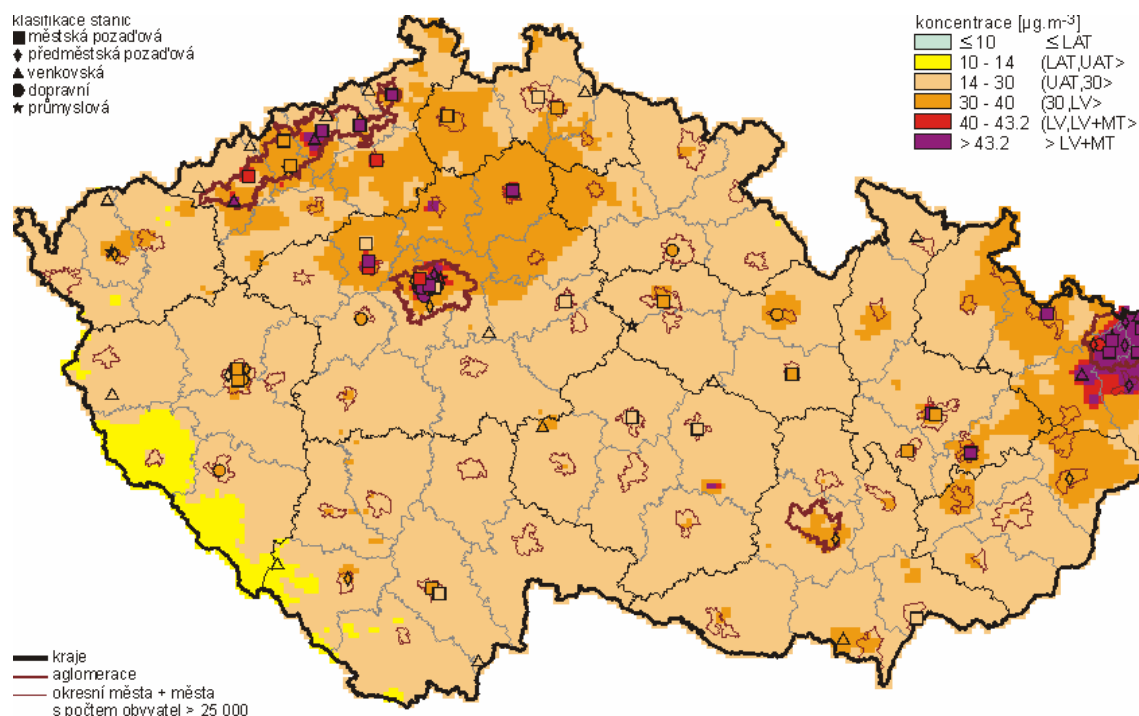 klasifikace stanic
městská pozaďová
předměstská pozaďová
venkovská
dopravní
průmyslová
koncentrace [µg.m-³]
≤ 10 ≤ LAT
10 - 14 (LAT,UAT>
14 - 30 (UAT,30>
30 - 40 (30,LV>
40 - 43.2 (LV,LV+MT>
> 43.2 > LV+MT
kraje
aglomerace
okresní města + města
s počtem obyvatel > 25 000